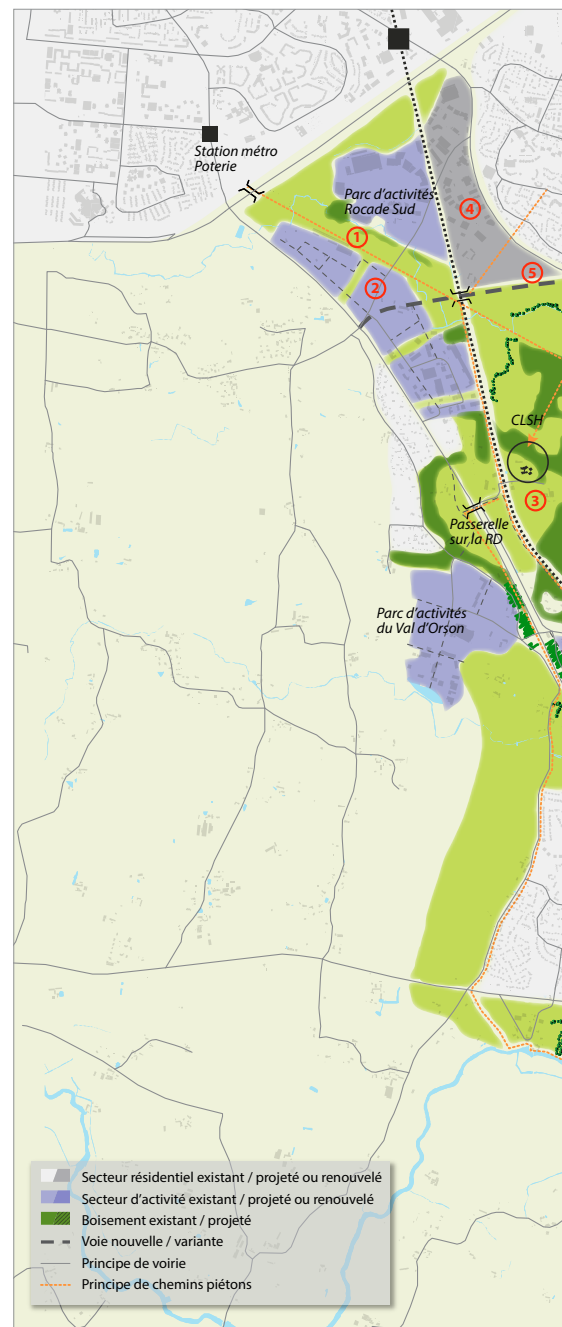 Station métro
Poterie
Parc d'activités
Rocade Sud
4
1
5
2
CLSH
3
Passerelle
sur la RD
Parc d'activités
du Val d'Orson
Secteur résidentiel existant / projeté ou renouvelé
Secteur d'activité existant / projeté ou renouvelé
Boisement existant / projeté
Voie nouvelle / variante
Principe de voirie
Principe de chemins piétons